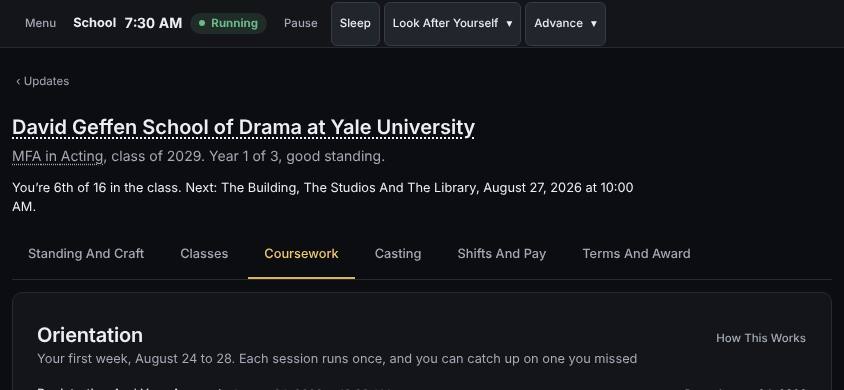 Menu School 7:30 AM Running Pause Sleep Look After Yourself ▾ Advance ▾
‹ Updates
David Geffen School of Drama at Yale University
MFA in Acting, class of 2029. Year 1 of 3, good standing.
You're 6th of 16 in the class. Next: The Building, The Studios And The Library, August 27, 2026 at 10:00
AM.
Standing And Craft Classes Coursework Casting Shifts And Pay Terms And Award
Orientation
How This Works
Your first week, August 24 to 28. Each session runs once, and you can catch up on one you missed